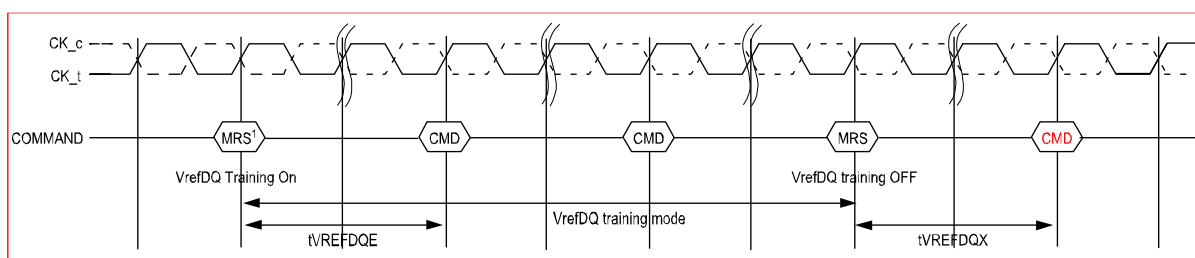 CK_c
CK_t
COMMAND
MRS¹
CMD
CMD
MRS
CMD
VrefDQ Training On
VrefDQ training OFF
VrefDQ training mode
tVREFDQE
tVREFDQX